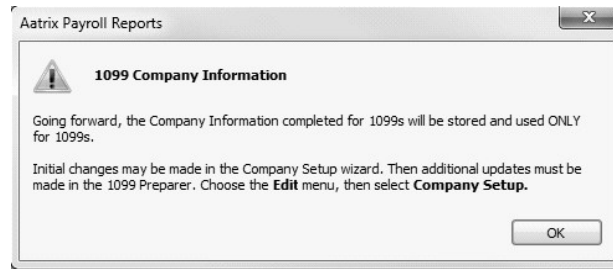 Aatrix Payroll Reports
1099 Company Information
Going forward, the Company Information completed for 1099s will be stored and used ONLY
for 1099s.
Initial changes may be made in the Company Setup wizard. Then additional updates must be
made in the 1099 Preparer. Choose the Edit menu, then select Company Setup.
OK